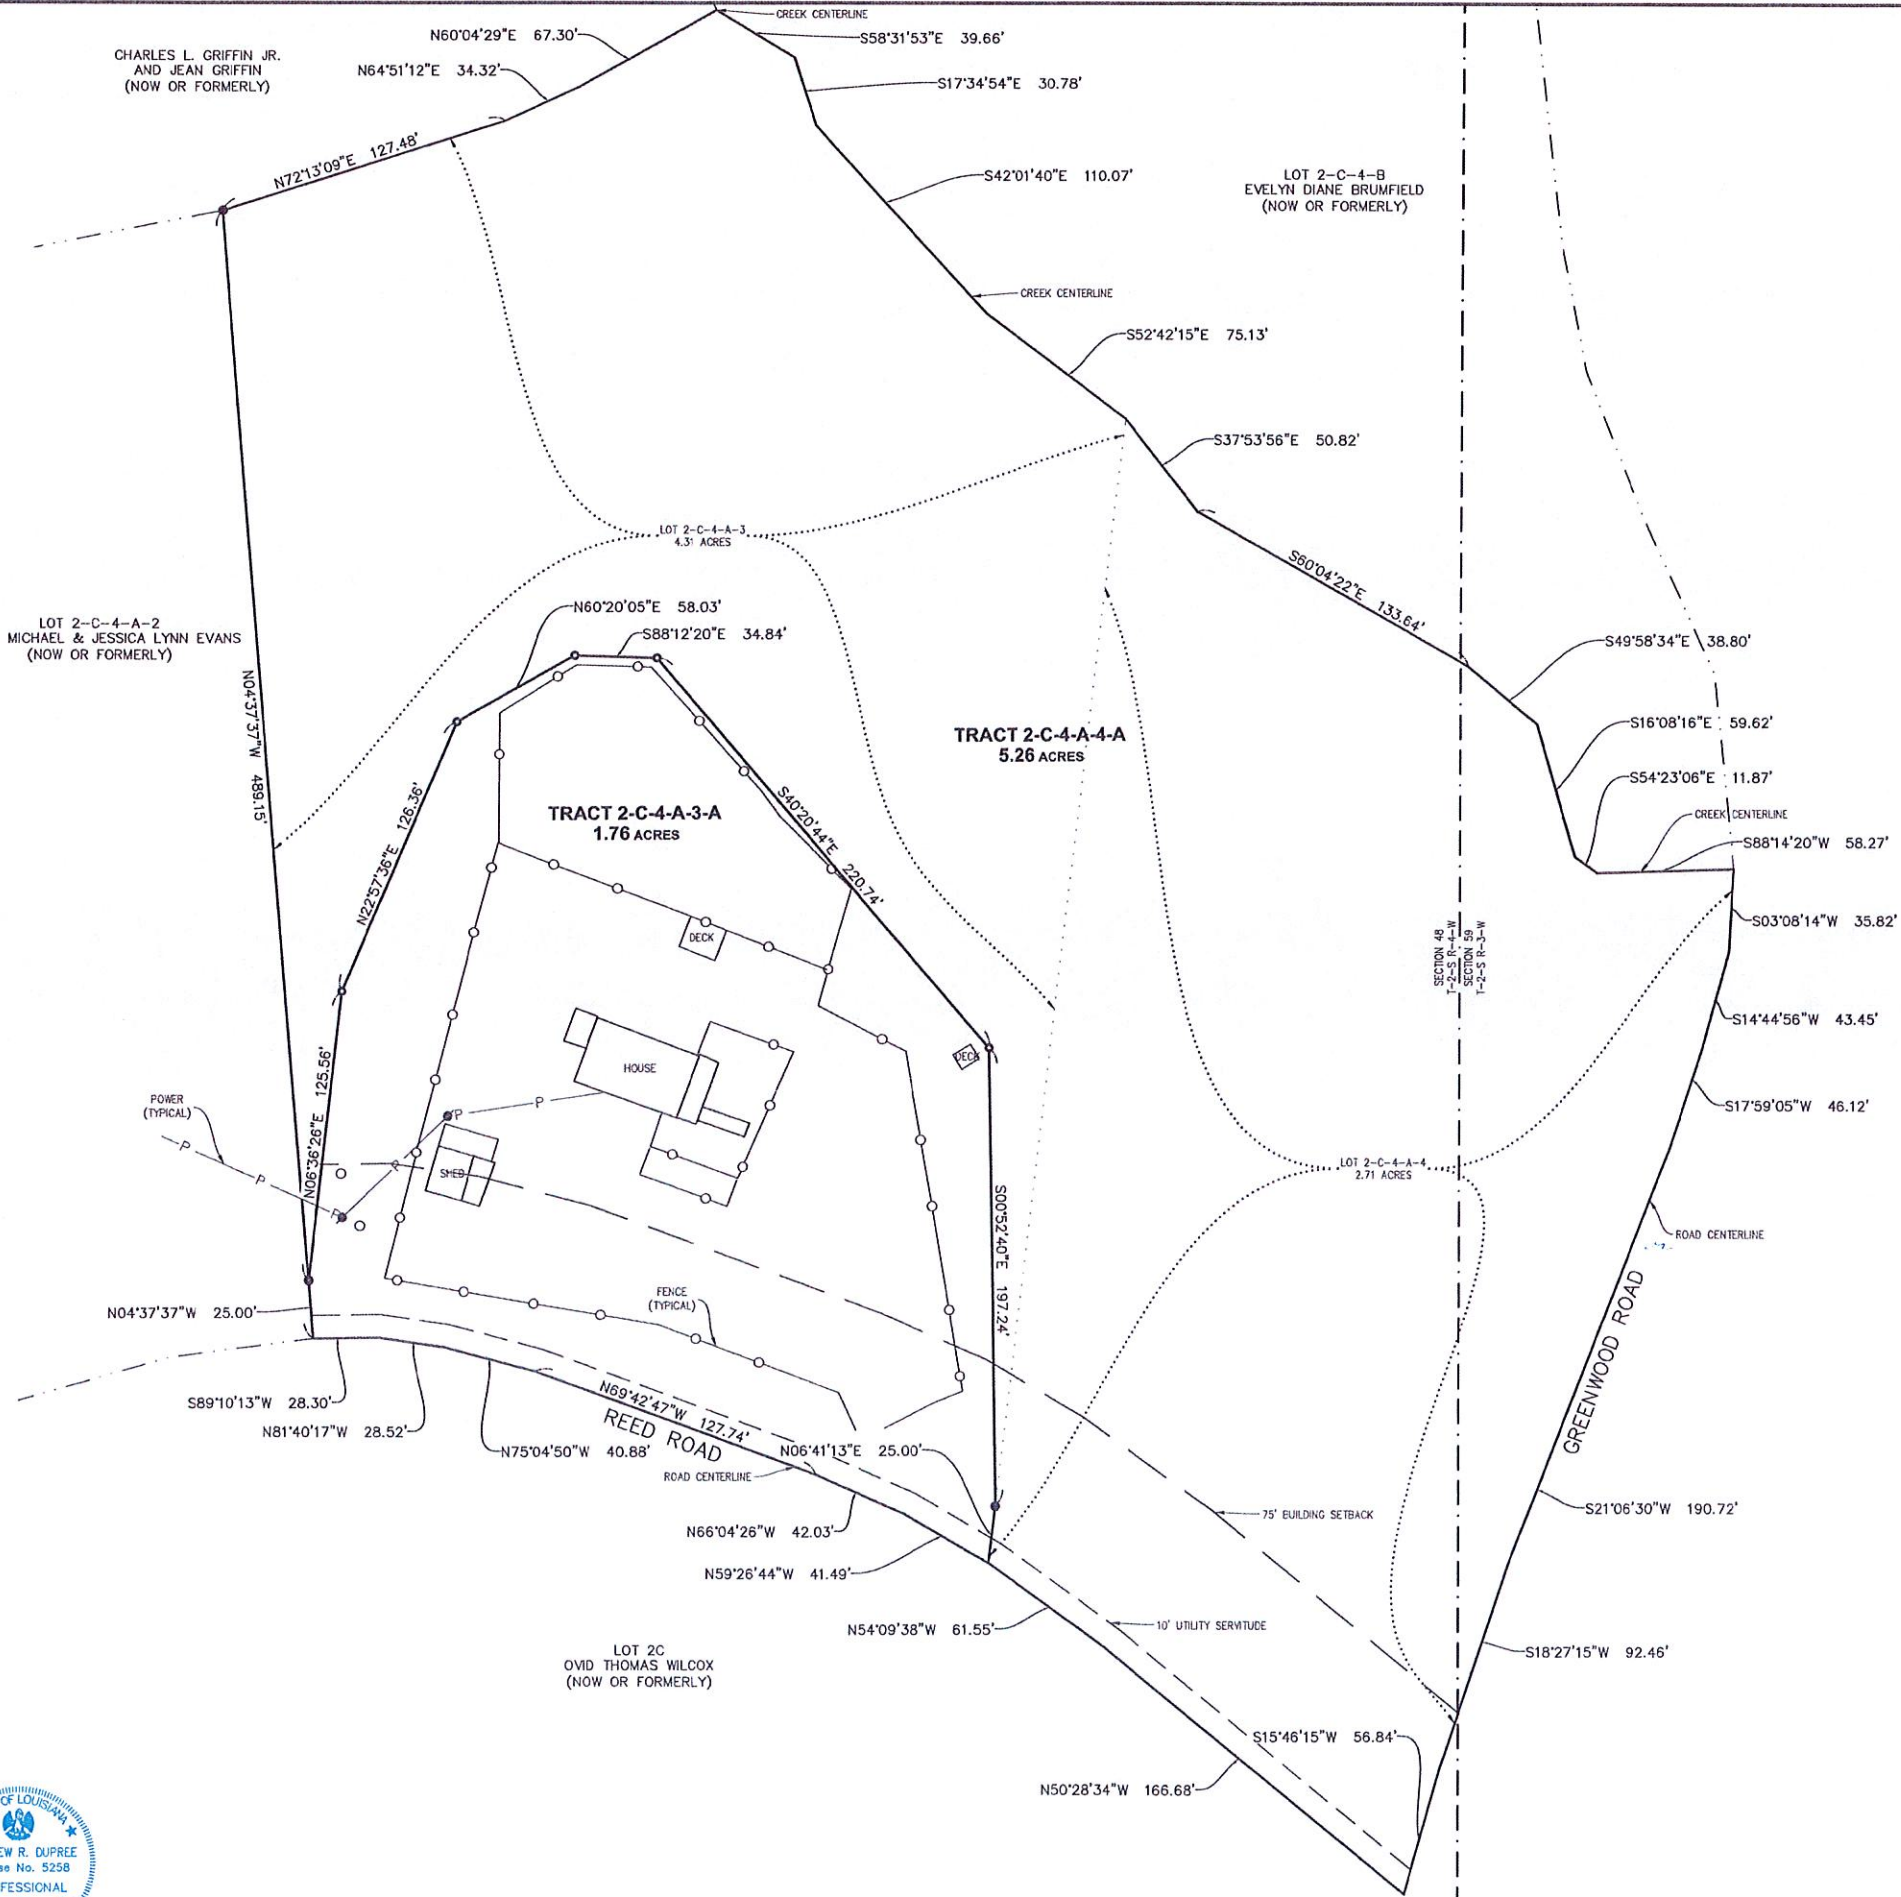 CREEK CENTERLINE
N60°04'29"E 67.30'
S58°31'53"E 39.66'
CHARLES L. GRIFFIN JR.
AND JEAN GRIFFIN
(NOW OR FORMERLY)
N64°51'12"E 34.32'
S17°34'54"E 30.78'
N72°13'09"E 127.48'
S42°01'40"E 110.07'
LOT 2-C-4-B
EVELYN DIANE BRUMFIELD
(NOW OR FORMERLY)
CREEK CENTERLINE
S52°42'15"E 75.13'
S37°53'56"E 50.82'
LOT 2-C-4-A-3
4.31 ACRES
S60°04'22"E 133.64'
N60°20'05"E 58.03'
S88°12'20"E 34.84'
LOT 2-C-4-A-2
MICHAEL & JESSICA LYNN EVANS
(NOW OR FORMERLY)
S49°58'34"E 38.80'
N04°37'37"W 489.15'
S16°08'16"E 59.62'
TRACT 2-C-4-A-4-A
5.26 ACRES
S54°23'06"E 11.87'
TRACT 2-C-4-A-3-A
1.76 ACRES
N22°57'36"E 126.36'
S40°20'44"E 220.74'
CREEK CENTERLINE
S88°14'20"W 58.27'
DECK
S03°08'14"W 35.82'
SECTION 48
T-2-S R-4-W
SECTION 59
T-2-S R-3-W
S14°44'56"W 43.45'
DECK
HOUSE
POWER
(TYPICAL)
P
P
P
P
P
P
N06°36'26"E 125.56'
S17°59'05"W 46.12'
SHED
LOT 2-C-4-A-4
2.71 ACRES
S00°52'40"E 197.24'
ROAD CENTERLINE
GREENWOOD ROAD
FENCE
(TYPICAL)
N04°37'37"W 25.00'
S89°10'13"W 28.30'
N81°40'17"W 28.52'
N75°04'50"W 40.88'
N69°42'47"W 127.74'
REED ROAD
N06°41'13"E 25.00'
ROAD CENTERLINE
S21°06'30"W 190.72'
75' BUILDING SETBACK
N66°04'26"W 42.03'
N59°26'44"W 41.49'
N54°09'38"W 61.55'
10' UTILITY SERVITUDE
LOT 2C
OVID THOMAS WILCOX
(NOW OR FORMERLY)
S18°27'15"W 92.46'
S15°46'15"W 56.84'
N50°28'34"W 166.68'
OF LOUISIANA
EW R. DUPREE
se No. 5258
FESSIONAL